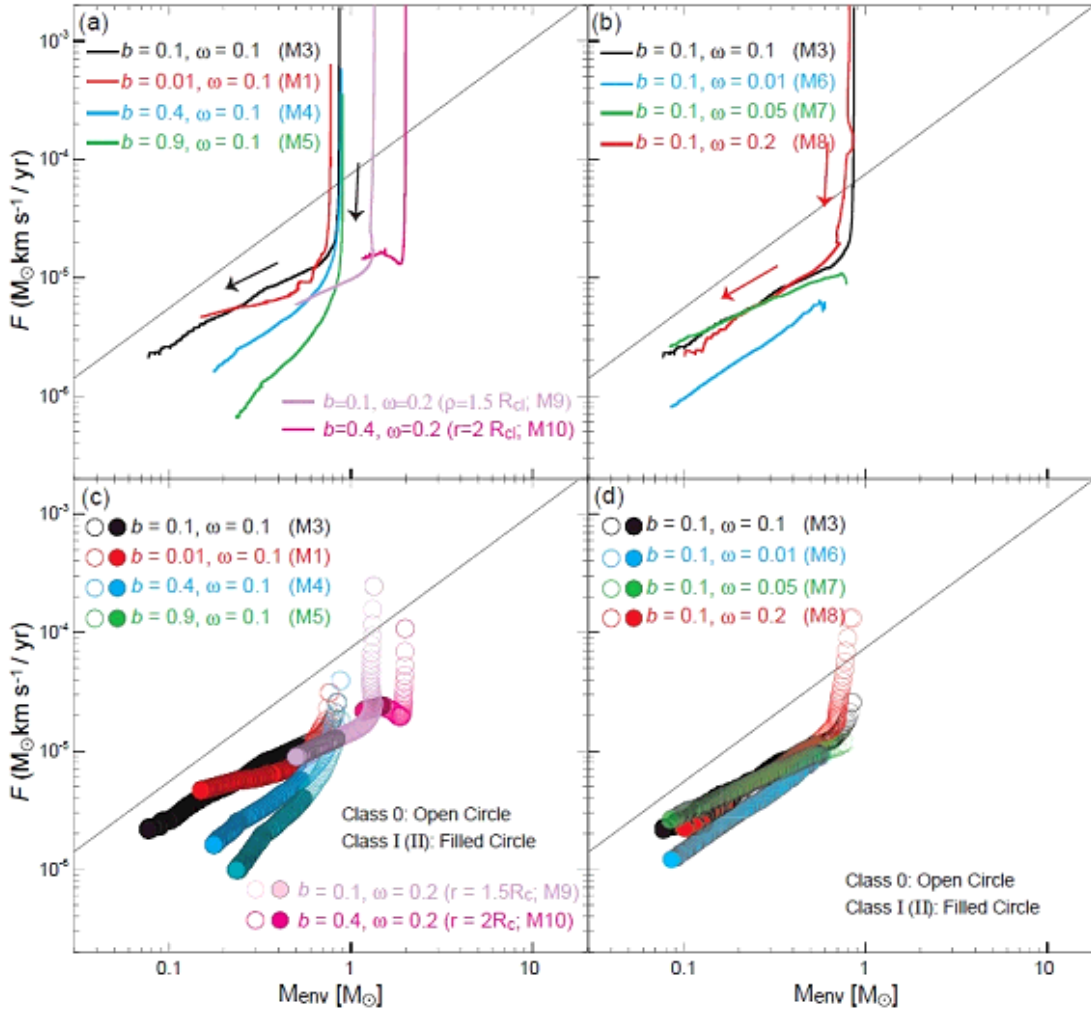 (a)
b = 0.1, ω = 0.1 (M3)
b = 0.01, ω = 0.1 (M1)
b = 0.4, ω = 0.1 (M4)
b = 0.9, ω = 0.1 (M5)
b=0.1, ω=0.2 (ρ=1.5 Rcl; M9)
b=0.4, ω=0.2 (r=2 Rcl; M10)
10⁻³
10⁻⁴
10⁻⁵
10⁻⁶
F (M⊙ km s⁻¹ / yr)
(b)
b = 0.1, ω = 0.1 (M3)
b = 0.1, ω = 0.01 (M6)
b = 0.1, ω = 0.05 (M7)
b = 0.1, ω = 0.2 (M8)
(c)
b = 0.1, ω = 0.1 (M3)
b = 0.01, ω = 0.1 (M1)
b = 0.4, ω = 0.1 (M4)
b = 0.9, ω = 0.1 (M5)
Class 0: Open Circle
Class I (II): Filled Circle
b = 0.1, ω = 0.2 (r = 1.5Rc; M9)
b = 0.4, ω = 0.2 (r = 2Rc; M10)
10⁻³
10⁻⁴
10⁻⁵
10⁻⁶
F (M⊙ km s⁻¹ / yr)
0.1 1 10
Menv [M⊙]
(d)
b = 0.1, ω = 0.1 (M3)
b = 0.1, ω = 0.01 (M6)
b = 0.1, ω = 0.05 (M7)
b = 0.1, ω = 0.2 (M8)
Class 0: Open Circle
Class I (II): Filled Circle
0.1 1 10
Menv [M⊙]